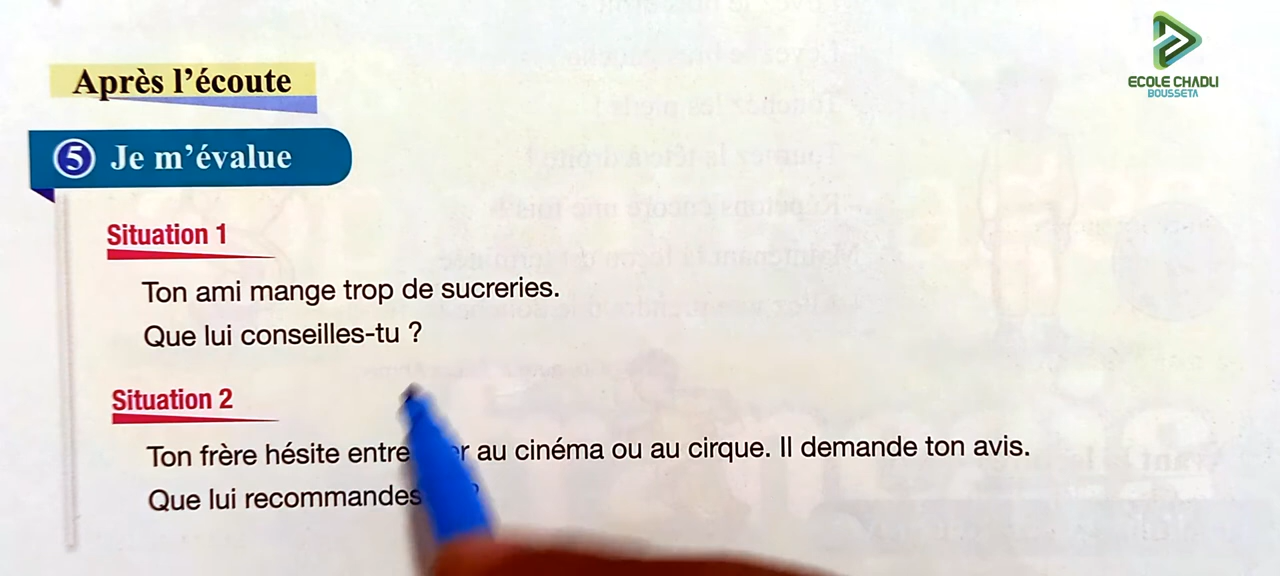 Après l'écoute
ECOLE CHADLI
BOUSSETA
5 Je m'évalue
Situation 1
Ton ami mange trop de sucreries.
Que lui conseilles-tu ?
Situation 2
Ton frère hésite entre au cinéma ou au cirque. Il demande ton avis.
Que lui recommandes ?